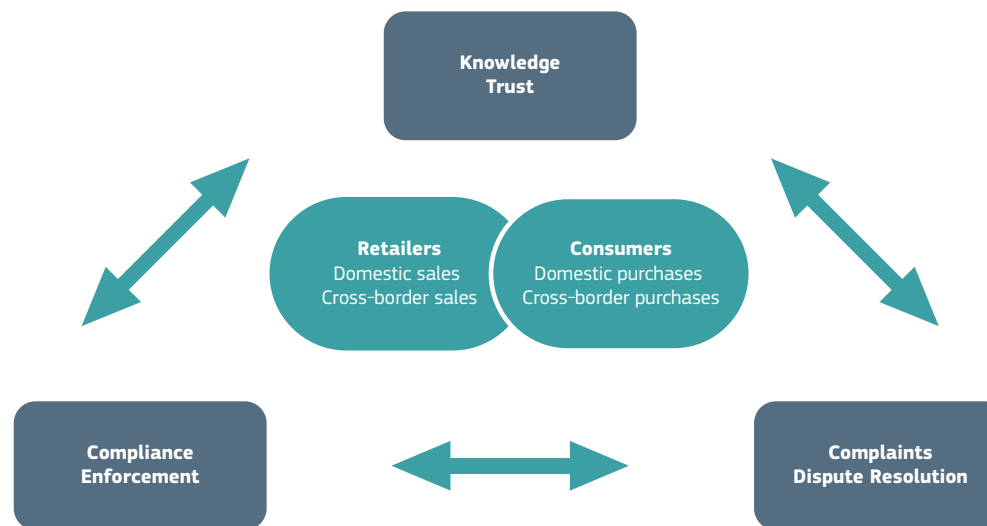 Knowledge
Trust
Retailers
Domestic sales
Cross-border sales
Consumers
Domestic purchases
Cross-border purchases
Compliance
Enforcement
Complaints
Dispute Resolution